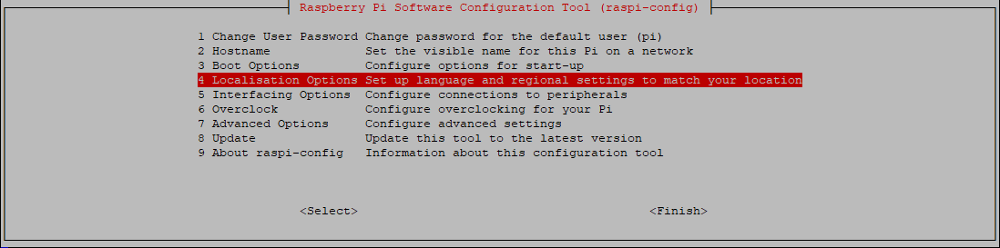 Raspberry Pi Software Configuration Tool (raspi-config)
1 Change User Password Change password for the default user (pi)
2 Hostname Set the visible name for this Pi on a network
3 Boot Options Configure options for start-up
4 Localisation Options Set up language and regional settings to match your location
5 Interfacing Options Configure connections to peripherals
6 Overclock Configure overclocking for your Pi
7 Advanced Options Configure advanced settings
8 Update Update this tool to the latest version
9 About raspi-config Information about this configuration tool
<Select> <Finish>